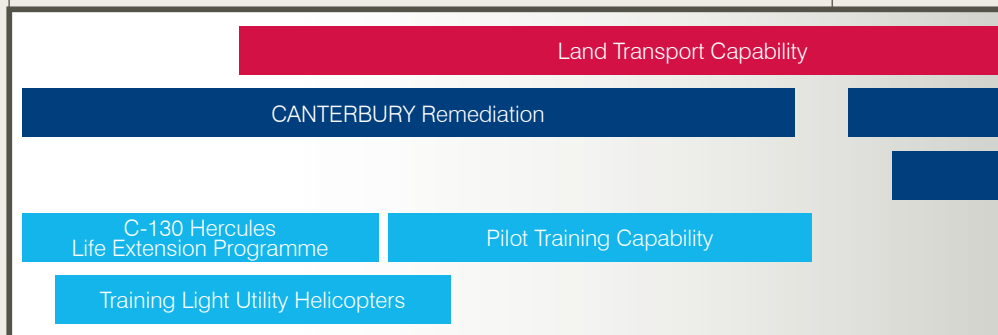 Land Transport Capability
CANTERBURY Remediation
C-130 Hercules
Life Extension Programme
Pilot Training Capability
Training Light Utility Helicopters